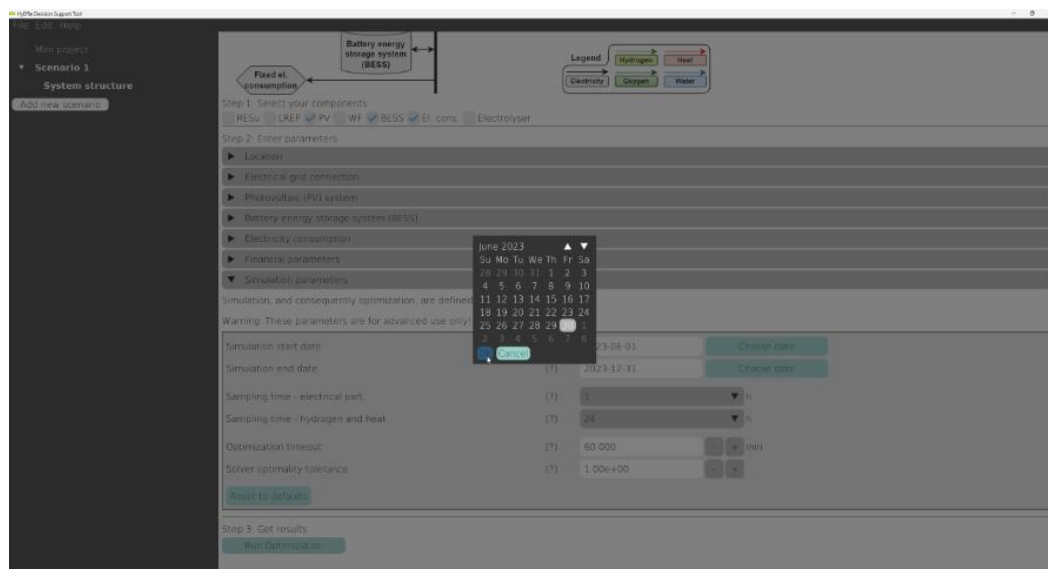 HyEfRe Decision Support Tool
File Edit Help
Mini project
Scenario 1
System structure
Add new scenario
Battery energy
storage system
(BESS)
Fixed el.
consumption
Legend Hydrogen Heat
Electricity Oxygen Water
Step 1: Select your components
RESu LREP PV WF BESS El. cons. Electrolyser
Step 2: Enter parameters
Location
Electrical grid connection
Photovoltaic (PV) system
Battery energy storage system (BESS)
Electricity consumption
Financial parameters
Simulation parameters
Simulation, and consequently optimization, are defined
Warning: These parameters are for advanced use only!
June 2023
Su Mo Tu We Th Fr Sa
28 29 30 31 1 2 3
4 5 6 7 8 9 10
11 12 13 14 15 16 17
18 19 20 21 22 23 24
25 26 27 28 29 30 1
2 3 4 5 6 7 8
Cancel
Simulation start date 23-06-01 Choose date
Simulation end date (?) 2023-12-31 Choose date
Sampling time - electrical part (?) 1 h
Sampling time - hydrogen and heat (?) 24 h
Optimization timeout (?) 60.000 - + min
Solver optimality tolerance (?) 1.00e+00 - +
Reset to defaults
Step 3: Get results
Run Optimization